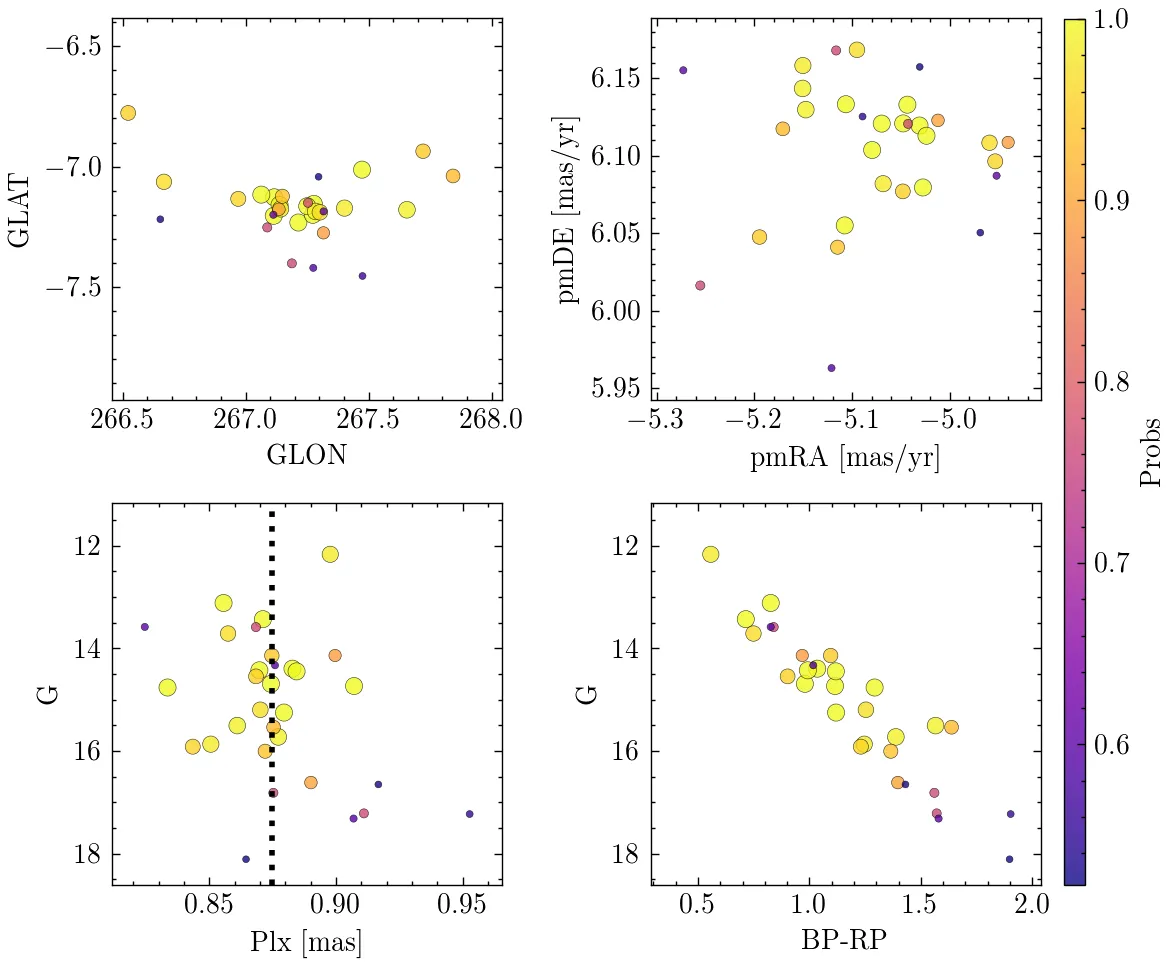 −6.5
−7.0
−7.5
GLAT
266.5 267.0 267.5 268.0
GLON
6.15
6.10
6.05
6.00
5.95
pmDE [mas/yr]
−5.3 −5.2 −5.1 −5.0
pmRA [mas/yr]
12
14
16
18
G
0.85 0.90 0.95
Plx [mas]
12
14
16
18
G
0.5 1.0 1.5 2.0
BP-RP
1.0
0.9
0.8
0.7
0.6
Probs